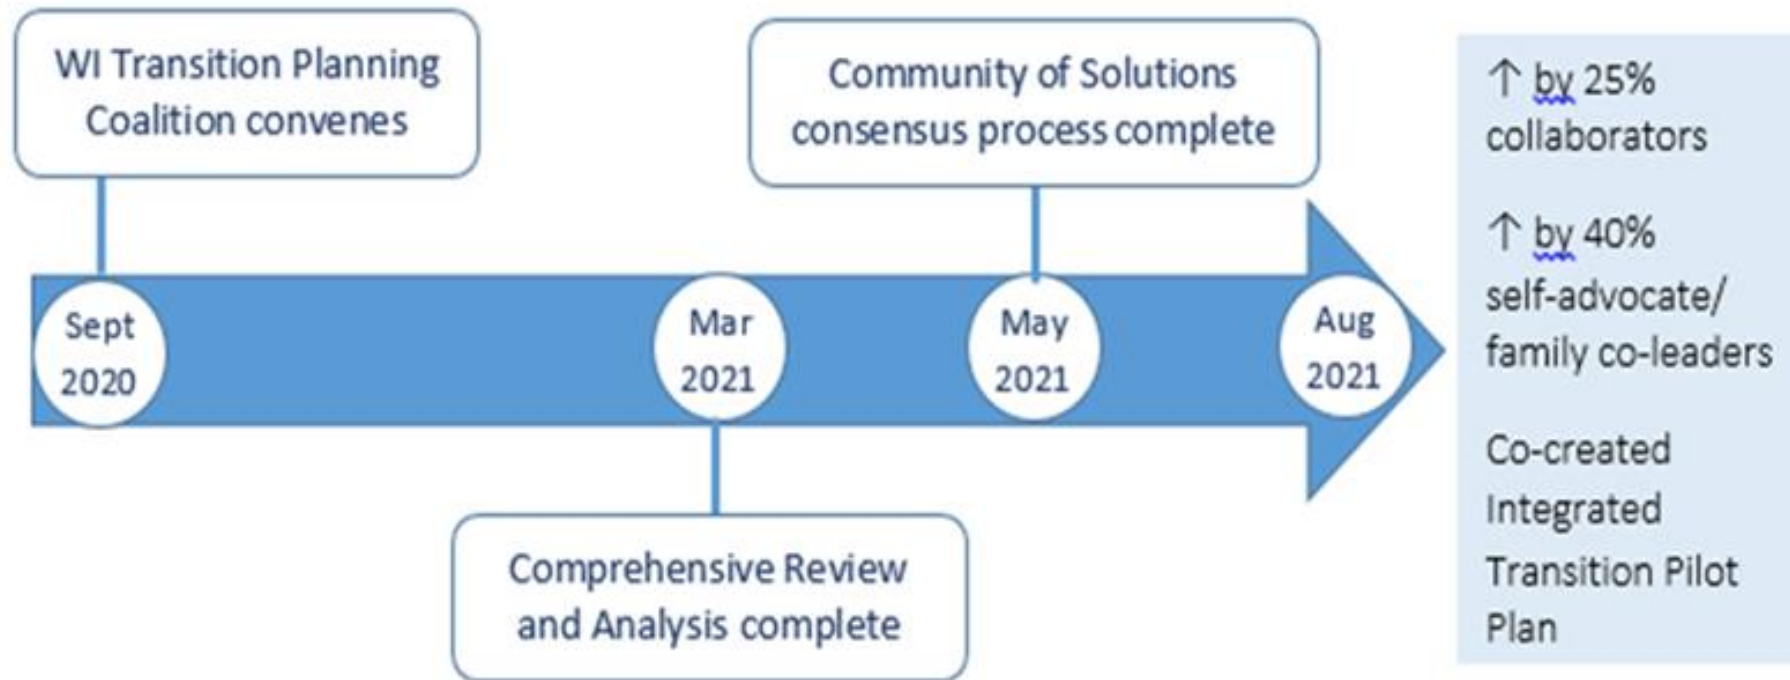 WI Transition Planning
Coalition convenes
Community of Solutions
consensus process complete
Sept
2020
Mar
2021
May
2021
Aug
2021
Comprehensive Review
and Analysis complete
↑ by 25%
collaborators
↑ by 40%
self-advocate/
family co-leaders
Co-created
Integrated
Transition Pilot
Plan